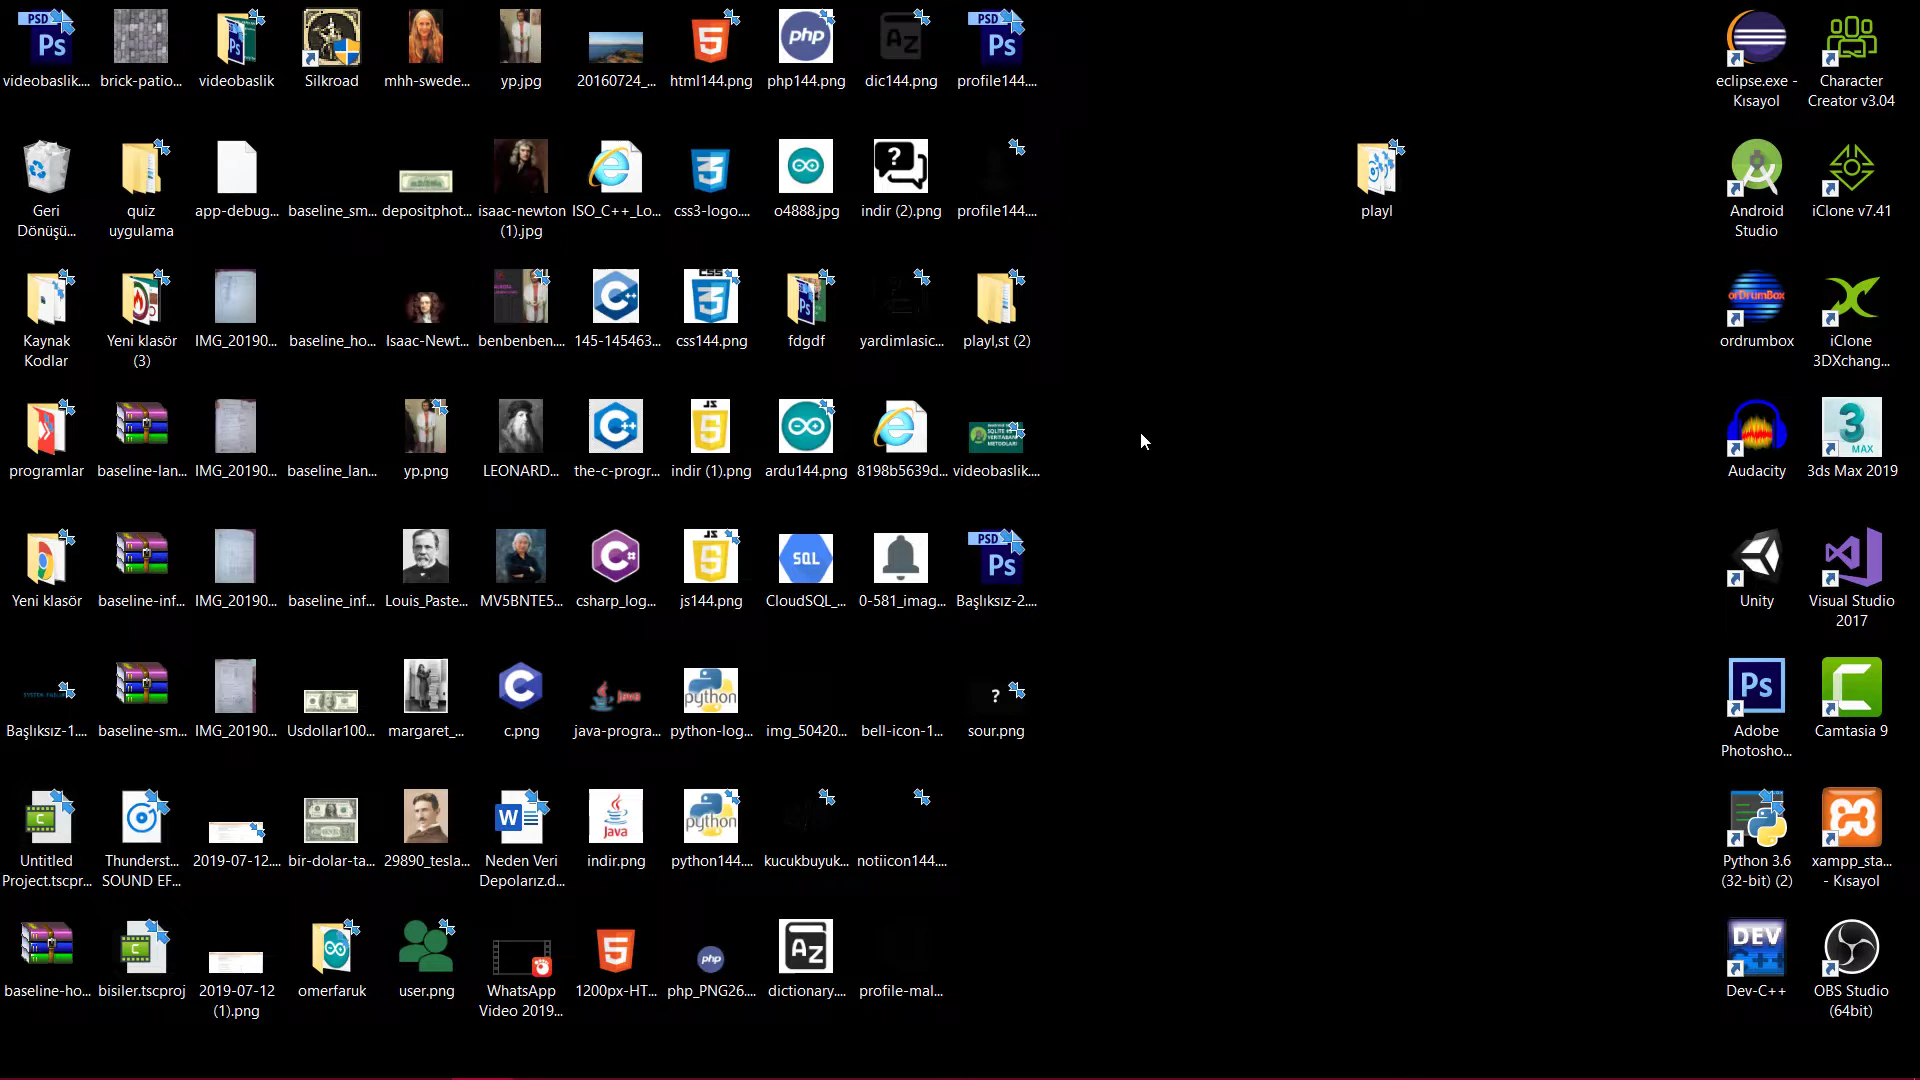 videobaslik....
brick-patio...
videobaslik
Silkroad
mhh-swede...
yp.jpg
20160724_...
html144.png
php144.png
dic144.png
profile144....
eclipse.exe -
Kısayol
Character
Creator v3.04
Geri
Dönüşü...
quiz
uygulama
app-debug...
baseline_sm...
depositphot...
isaac-newton
(1).jpg
ISO_C++_Lo...
css3-logo....
o4888.jpg
indir (2).png
profile144....
playl
Android
Studio
iClone v7.41
Kaynak
Kodlar
Yeni klasör
(3)
IMG_20190...
baseline_ho...
Isaac-Newt...
benbenben....
145-145463...
css144.png
fdgdf
yardimlasic...
playl,st (2)
ordrumbox
iClone
3DXchang...
programlar
baseline-lan...
IMG_20190...
baseline_lan...
yp.png
LEONARD...
the-c-progr...
indir (1).png
ardu144.png
8198b5639d...
videobaslik....
Audacity
3ds Max 2019
Yeni klasör
baseline-inf...
IMG_20190...
baseline_inf...
Louis_Paste...
MV5BNTE5...
csharp_log...
js144.png
CloudSQL_...
0-581_imag...
Başlıksız-2....
Unity
Visual Studio
2017
Başlıksız-1....
baseline-sm...
IMG_20190...
Usdollar100...
margaret_...
c.png
java-progra...
python-log...
img_50420...
bell-icon-1...
sour.png
Adobe
Photosho...
Camtasia 9
Untitled
Project.tscpr...
Thunderst...
SOUND EF...
2019-07-12....
bir-dolar-ta...
29890_tesla...
Neden Veri
Depolarız.d...
indir.png
python144....
kucukbuyuk...
notiicon144....
Python 3.6
(32-bit) (2)
xampp_sta...
- Kısayol
baseline-ho...
bisiler.tscproj
2019-07-12
(1).png
omerfaruk
user.png
WhatsApp
Video 2019...
1200px-HT...
php_PNG26....
dictionary....
profile-mal...
Dev-C++
OBS Studio
(64bit)